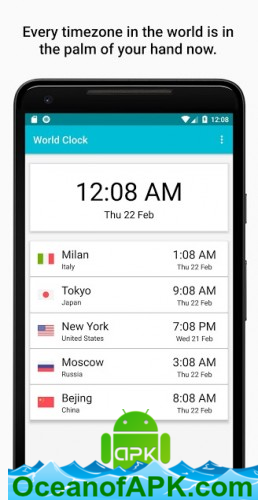 Every timezone in the world is in
the palm of your hand now.
12:08
World Clock
12:08 AM
Thu 22 Feb
Milan
1:08 AM
Italy
Thu 22 Feb
Tokyo
9:08 AM
Japan
Thu 22 Feb
New York
7:08 PM
United States
Wed 21 Feb
Moscow
3:08 AM
Russia
Thu 22 Feb
Bejing
8:08 AM
China
Thu 22 Feb
APK
OceanofAPK.com